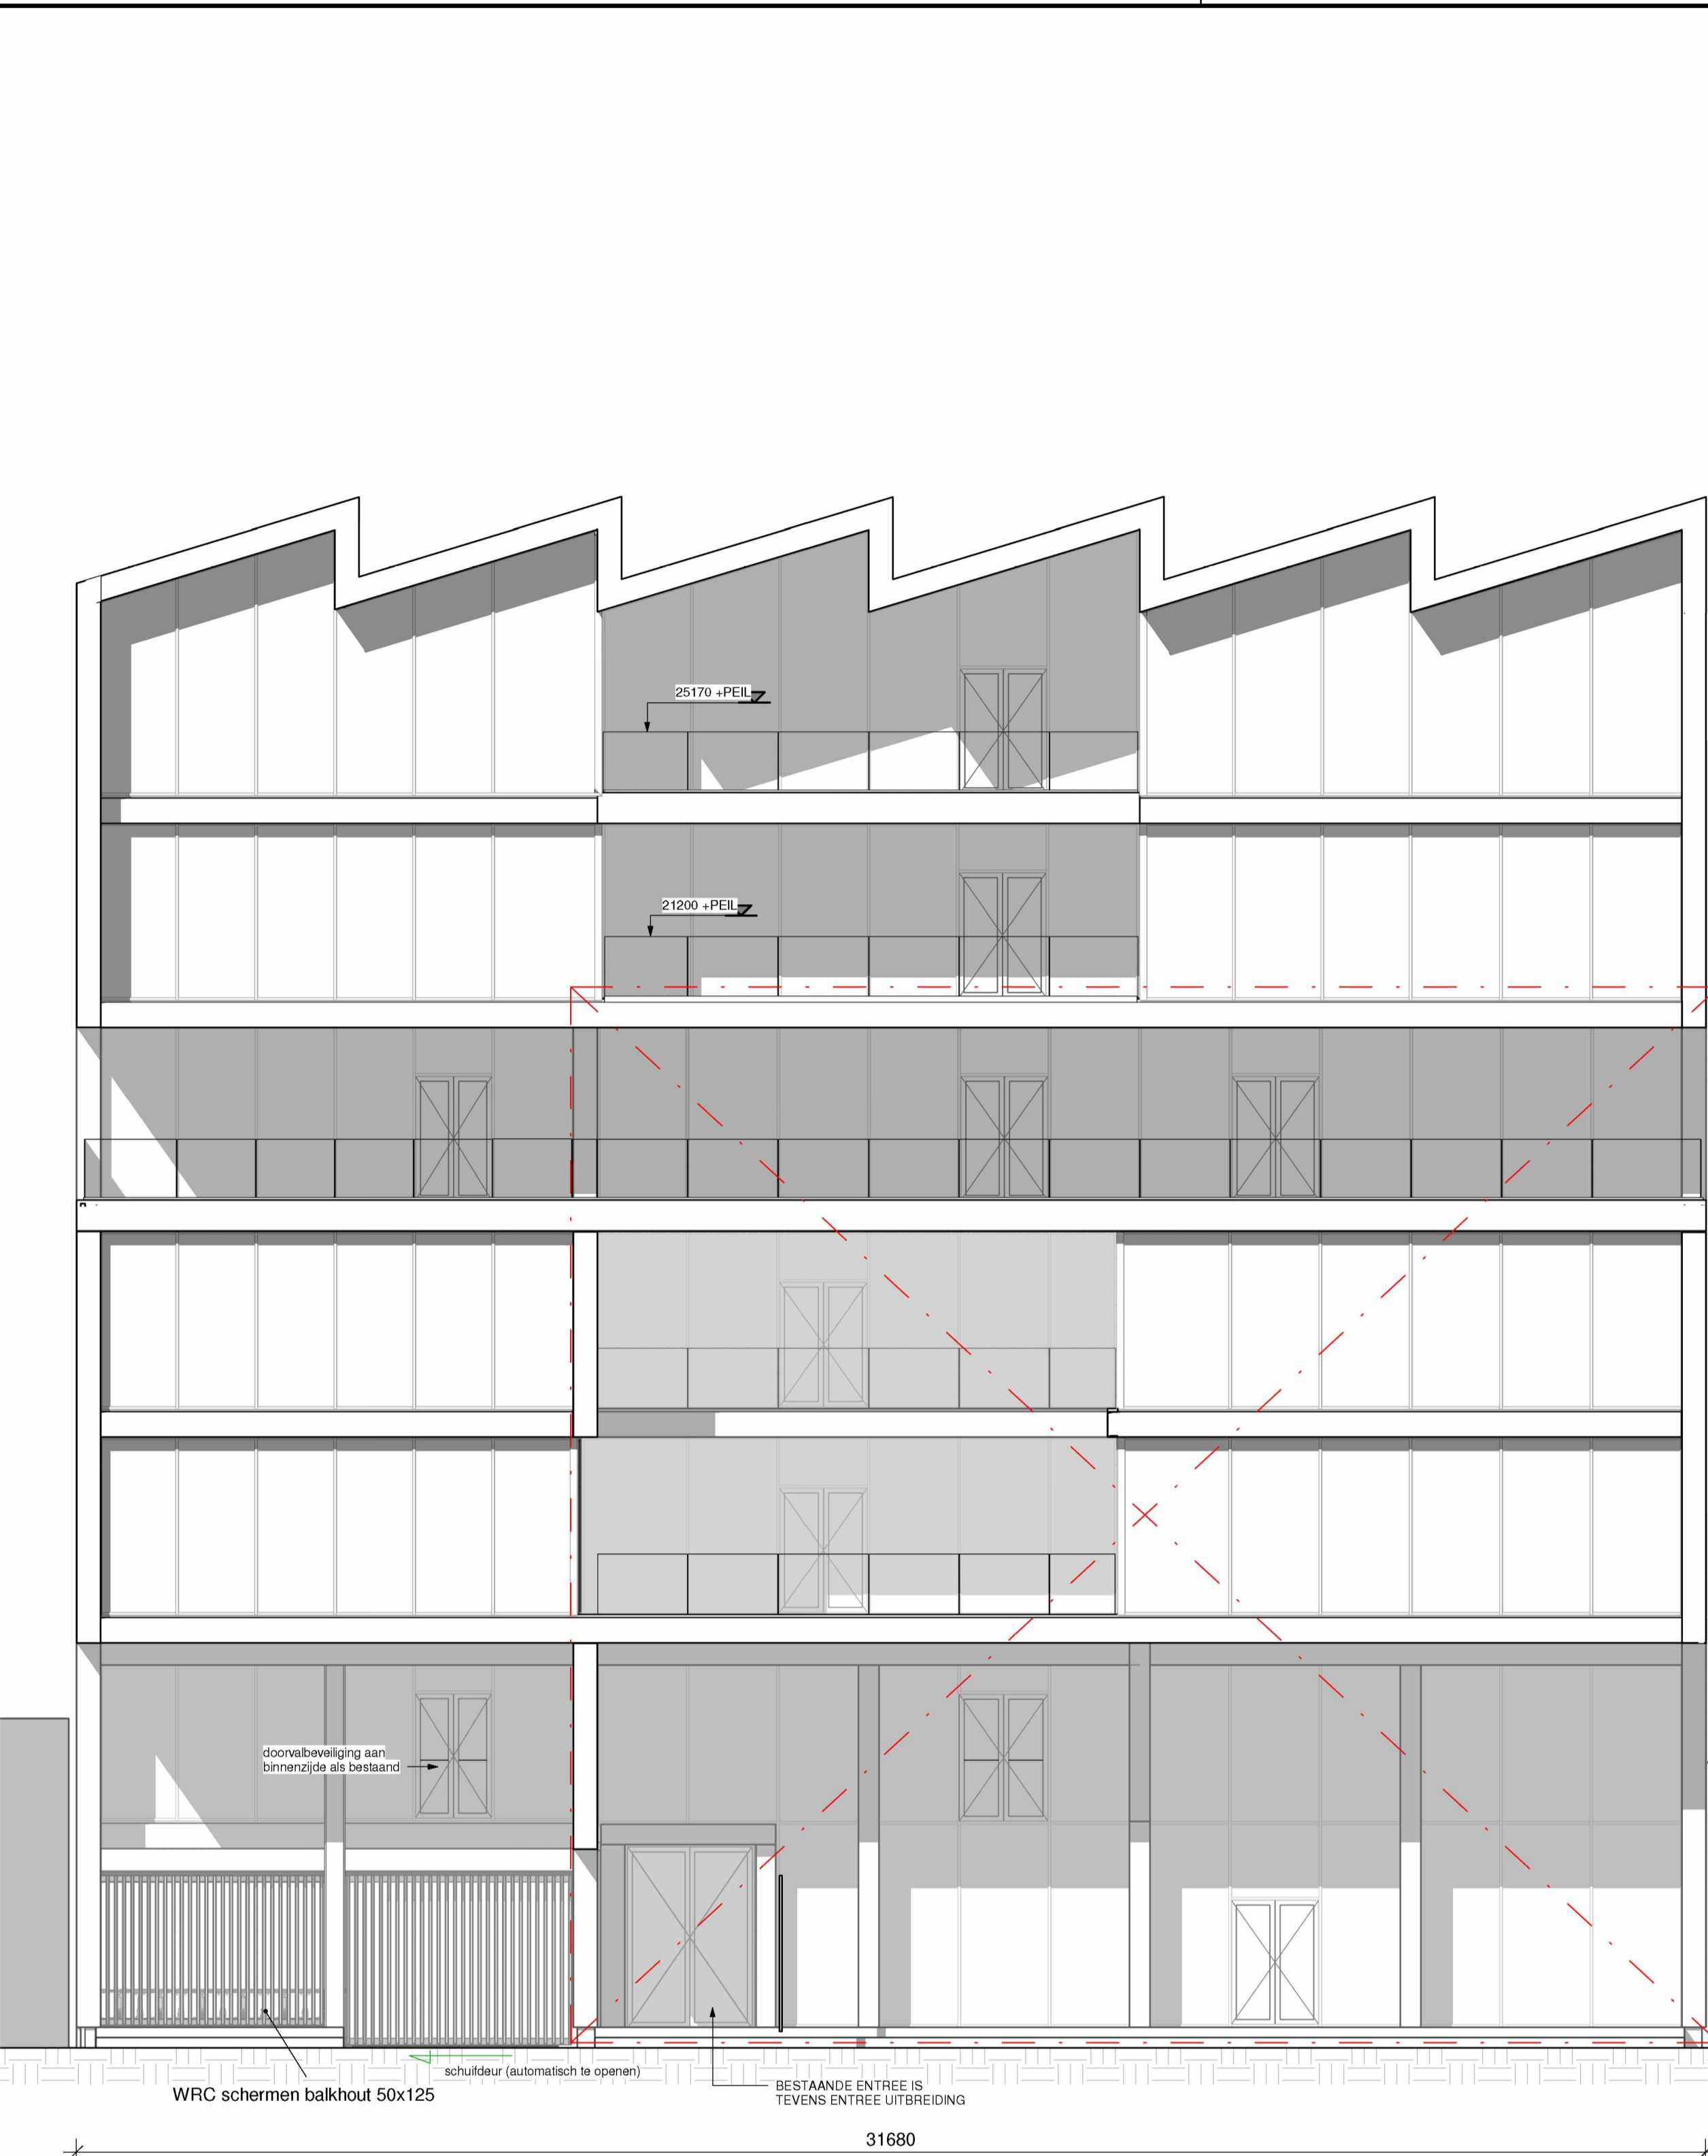 25170 +PEIL
21200 +PEIL
doorvalbeveiliging aan
binnenzijde als bestaand
schuifdeur (automatisch te openen)
WRC schermen balkhout 50x125
BESTAANDE ENTREE IS
TEVENS ENTREE UITBREIDING
31680